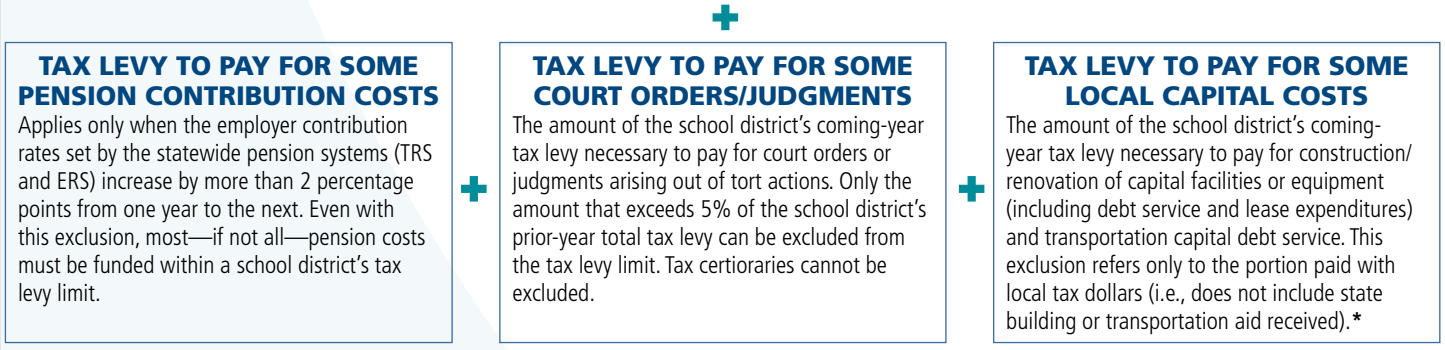 +
TAX LEVY TO PAY FOR SOME
PENSION CONTRIBUTION COSTS
Applies only when the employer contribution
rates set by the statewide pension systems (TRS
and ERS) increase by more than 2 percentage
points from one year to the next. Even with
this exclusion, most—if not all—pension costs
must be funded within a school district's tax
levy limit.
+
TAX LEVY TO PAY FOR SOME
COURT ORDERS/JUDGMENTS
The amount of the school district's coming-year
tax levy necessary to pay for court orders or
judgments arising out of tort actions. Only the
amount that exceeds 5% of the school district's
prior-year total tax levy can be excluded from
the tax levy limit. Tax certioraries cannot be
excluded.
+
TAX LEVY TO PAY FOR SOME
LOCAL CAPITAL COSTS
The amount of the school district's coming-
year tax levy necessary to pay for construction/
renovation of capital facilities or equipment
(including debt service and lease expenditures)
and transportation capital debt service. This
exclusion refers only to the portion paid with
local tax dollars (i.e., does not include state
building or transportation aid received).*